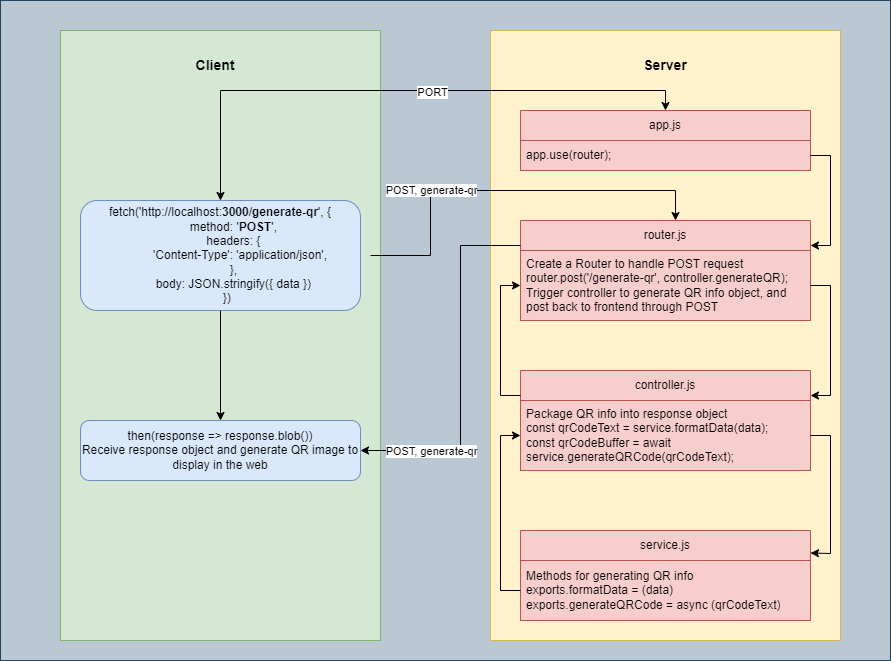 Client
Server
PORT
app.js
app.use(router);
POST, generate-qr
fetch('http://localhost:3000/generate-qr', {
method: 'POST',
headers: {
'Content-Type': 'application/json',
},
body: JSON.stringify({ data })
})
router.js
Create a Router to handle POST request
router.post('/generate-qr', controller.generateQR);
Trigger controller to generate QR info object, and
post back to frontend through POST
controller.js
Package QR info into response object
const qrCodeText = service.formatData(data);
const qrCodeBuffer = await
service.generateQRCode(qrCodeText);
then(response => response.blob())
Receive response object and generate QR image to
display in the web
POST, generate-qr
service.js
Methods for generating QR info
exports.formatData = (data)
exports.generateQRCode = async (qrCodeText)